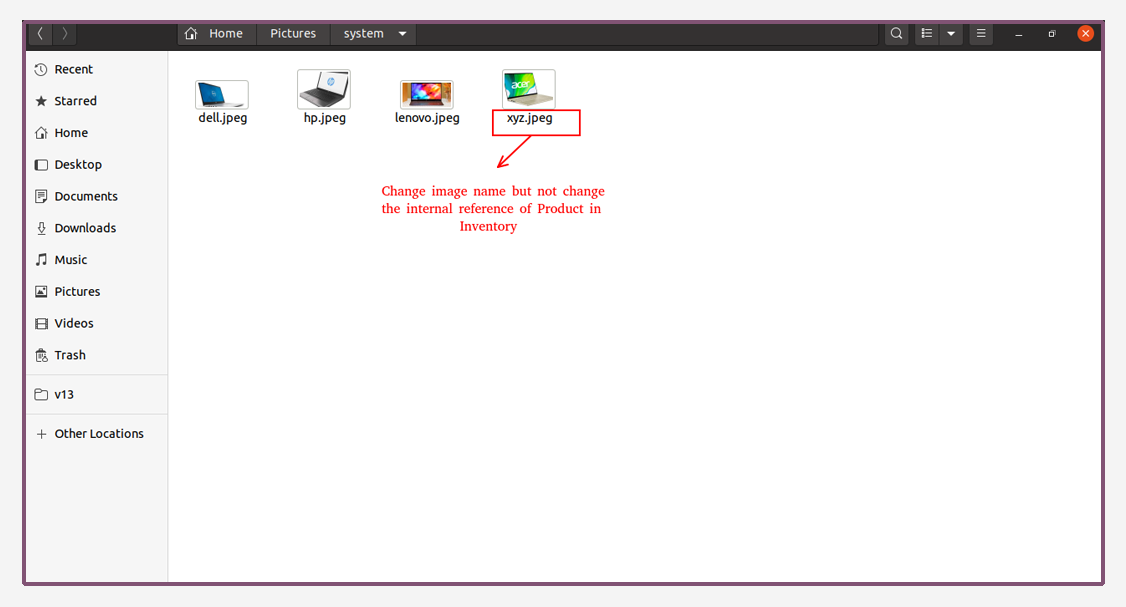 Home Pictures system
Recent
Starred
Home
Desktop
Documents
Downloads
Music
Pictures
Videos
Trash
v13
Other Locations
acer
dell.jpeg hp.jpeg lenovo.jpeg xyz.jpeg
Change image name but not change
the internal reference of Product in
Inventory